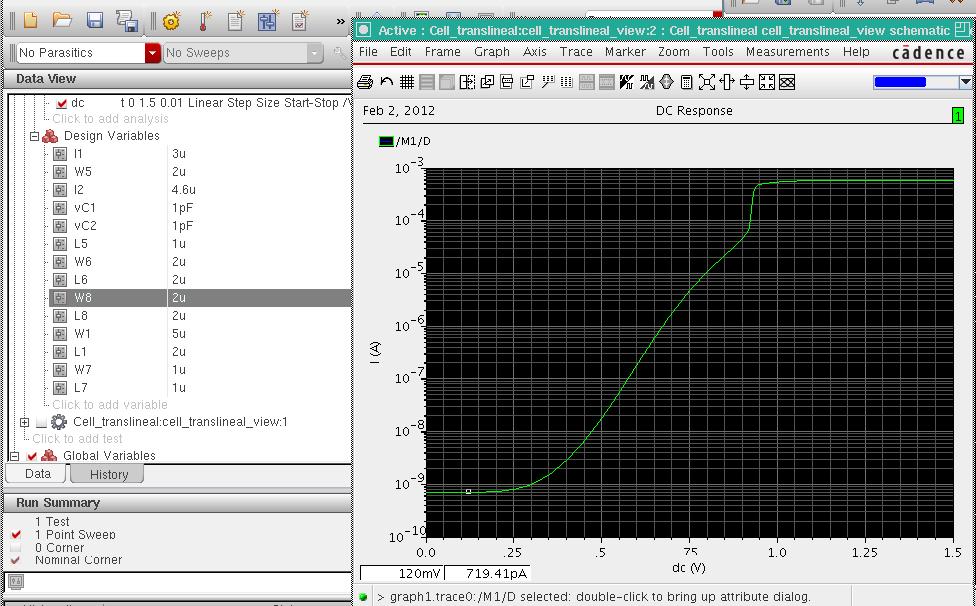 No Parasitics
No Sweeps
»
Data View
dc t 0 1.5 0.01 Linear Step Size Start-Stop /V
Click to add analysis
Design Variables
I1 3u
W5 2u
I2 4.6u
vC1 1pF
vC2 1pF
L5 1u
W6 2u
L6 2u
W8 2u
L8 2u
W1 5u
L1 2u
W7 1u
L7 1u
Click to add variable
Cell_translineal:cell_translineal_view:1
Click to add test
Global Variables
Data History
Run Summary
1 Test
1 Point Sweep
0 Corner
Nominal Corner
Active : Cell_translineal:cell_translineal_view:2 : Cell_translineal cell_translineal_view schematic
File Edit Frame Graph Axis Trace Marker Zoom Tools Measurements Help cādence
Feb 2, 2012 DC Response 1
/M1/D
10-3
10-4
10-5
10-6
10-7
10-8
10-9
10-10
I (A)
0.0 .25 .5 .75 1.0 1.25 1.5
dc (V)
120mV 719.41pA
> graph1.trace0:/M1/D selected: double-click to bring up attribute dialog.